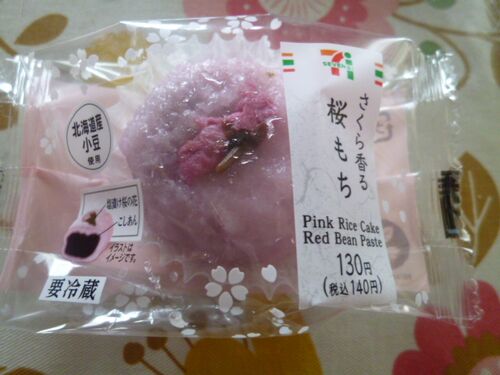 北海道産
小豆
使用
塩漬け桜の花
こしあん
イラストは
イメージです。
要冷蔵
SEVEN
さくら香る
桜もち
Pink Rice Cake
Red Bean Paste
130円
(税込140円)